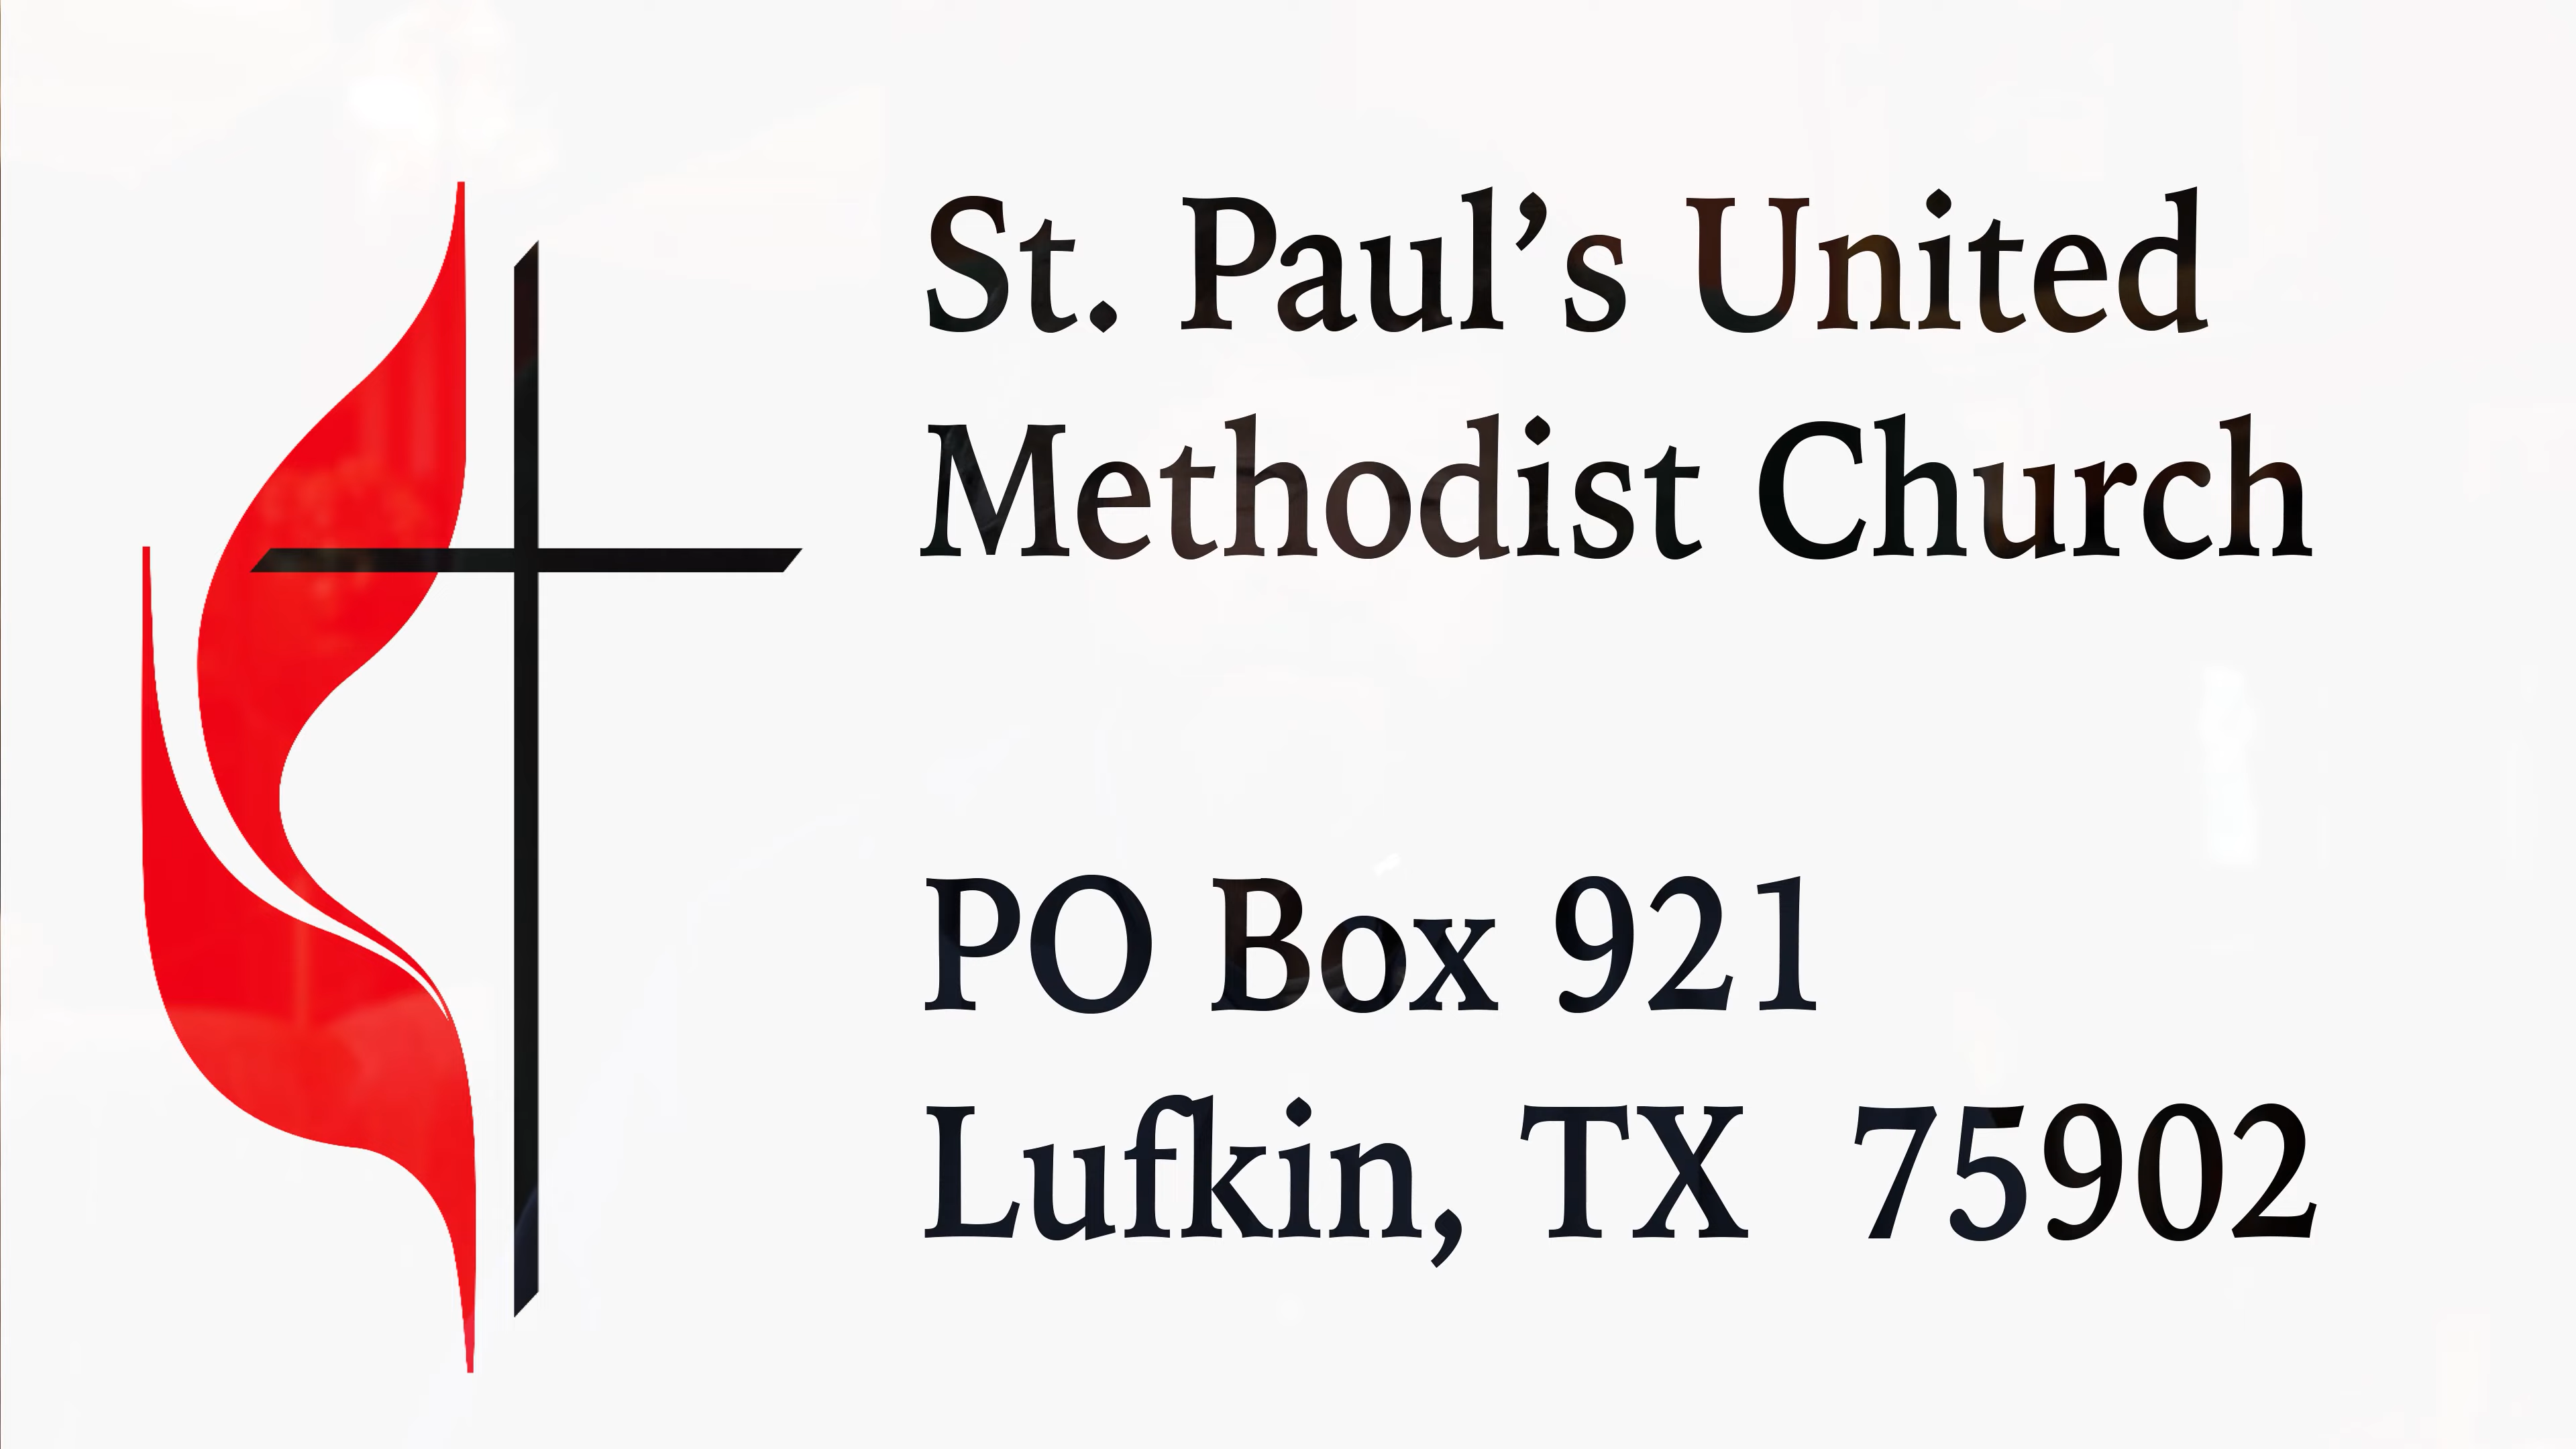 St. Paul’s United
Methodist Church
PO Box 921
Lufkin, TX  75902